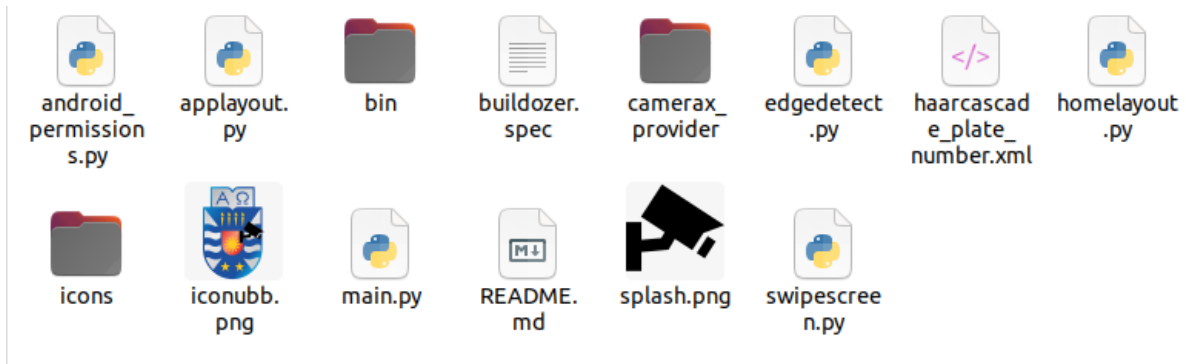 android_
permission
s.py
applayout.
py
bin
buildozer.
spec
camerax_
provider
edgedetect
.py
haarcascad
e_plate_
number.xml
homelayout
.py
icons
iconubb.
png
main.py
README.
md
splash.png
swipescree
n.py